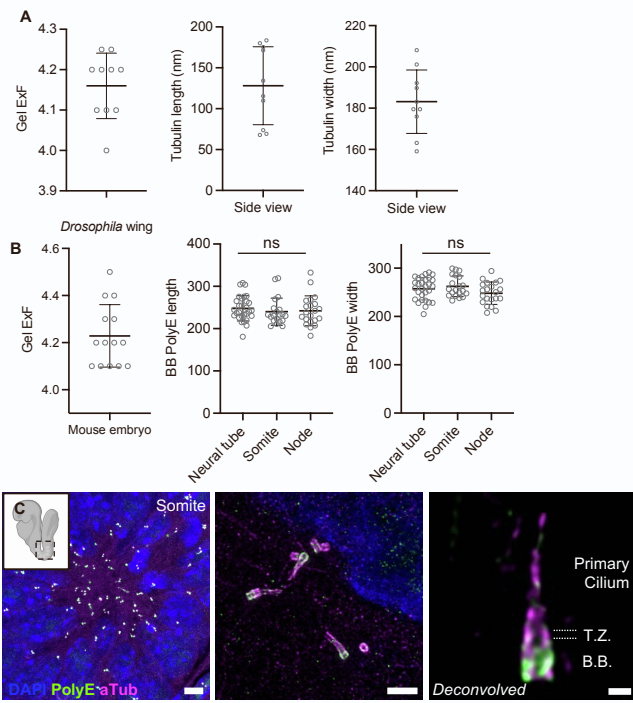 A
Gel ExF
4.3
4.2
4.1
4.0
3.9
Drosophila wing
Tubulin length (nm)
200
150
100
50
0
Side view
Tubulin width (nm)
220
200
180
160
140
Side view
B
Gel ExF
4.6
4.4
4.2
4.0
Mouse embryo
BB PolyE length
400
300
200
100
0
ns
Neural tube
Somite
Node
BB PolyE width
300
200
100
0
ns
Neural tube
Somite
Node
C
Somite
DAPI PolyE aTub
Primary
Cilium
T.Z.
B.B.
Deconvolved